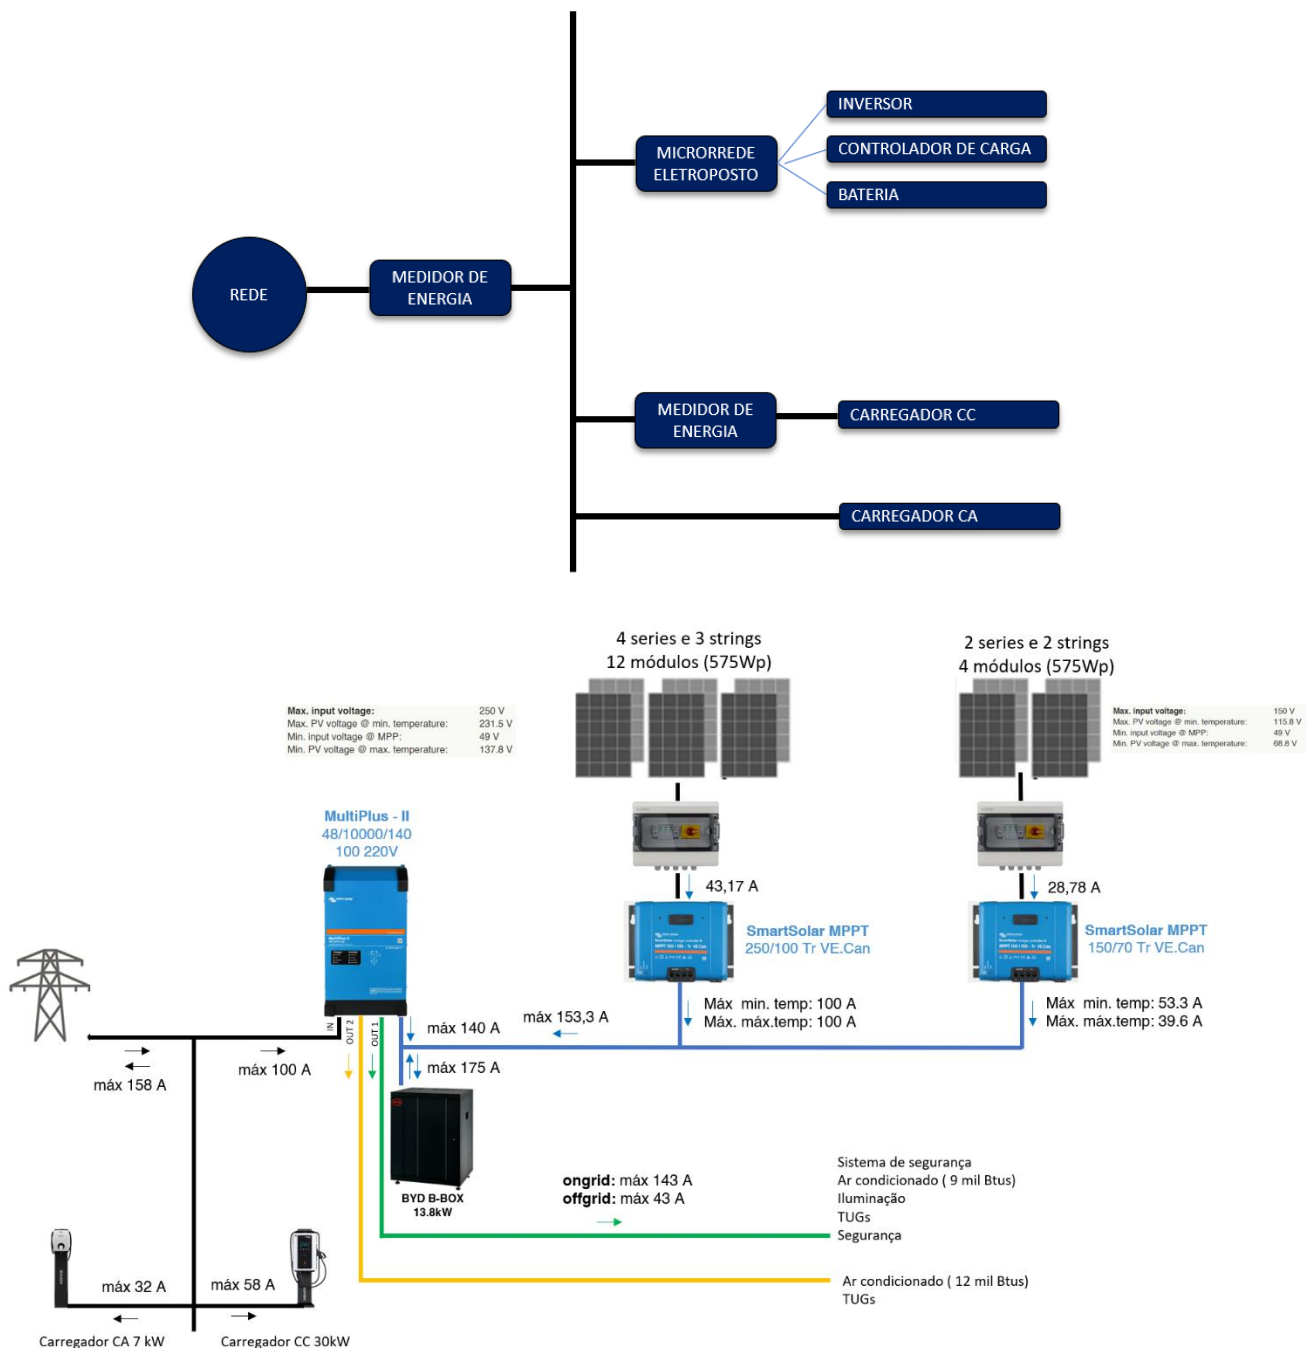 INVERSOR
MICRORREDE
ELETROPOSTO
CONTROLADOR DE CARGA
BATERIA
REDE
MEDIDOR DE
ENERGIA
MEDIDOR DE
ENERGIA
CARREGADOR CC
CARREGADOR CA
4 series e 3 strings
12 módulos (575Wp)
2 series e 2 strings
4 módulos (575Wp)
Max. input voltage: 250 V
Max. PV voltage @ min. temperature: 231.5 V
Min. input voltage @ MPP: 49 V
Min. PV voltage @ max. temperature: 137.8 V
Max. input voltage: 150 V
Max. PV voltage @ min. temperature: 115.8 V
Min. input voltage @ MPP: 49 V
Min. PV voltage @ max. temperature: 68.8 V
MultiPlus - II
48/10000/140
100 220V
43,17 A
28,78 A
SmartSolar MPPT
250/100 Tr VE.Can
SmartSolar MPPT
150/70 Tr VE.Can
Máx min. temp: 100 A
Máx. máx.temp: 100 A
Máx min. temp: 53.3 A
Máx. máx.temp: 39.6 A
IN
OUT 2
OUT 1
máx 140 A
máx 153,3 A
máx 175 A
máx 158 A
máx 100 A
BYD B-BOX
13.8kW
ongrid: máx 143 A
offgrid: máx 43 A
Sistema de segurança
Ar condicionado ( 9 mil Btus)
Iluminação
TUGs
Segurança
Ar condicionado ( 12 mil Btus)
TUGs
máx 32 A
máx 58 A
Carregador CA 7 kW
Carregador CC 30kW